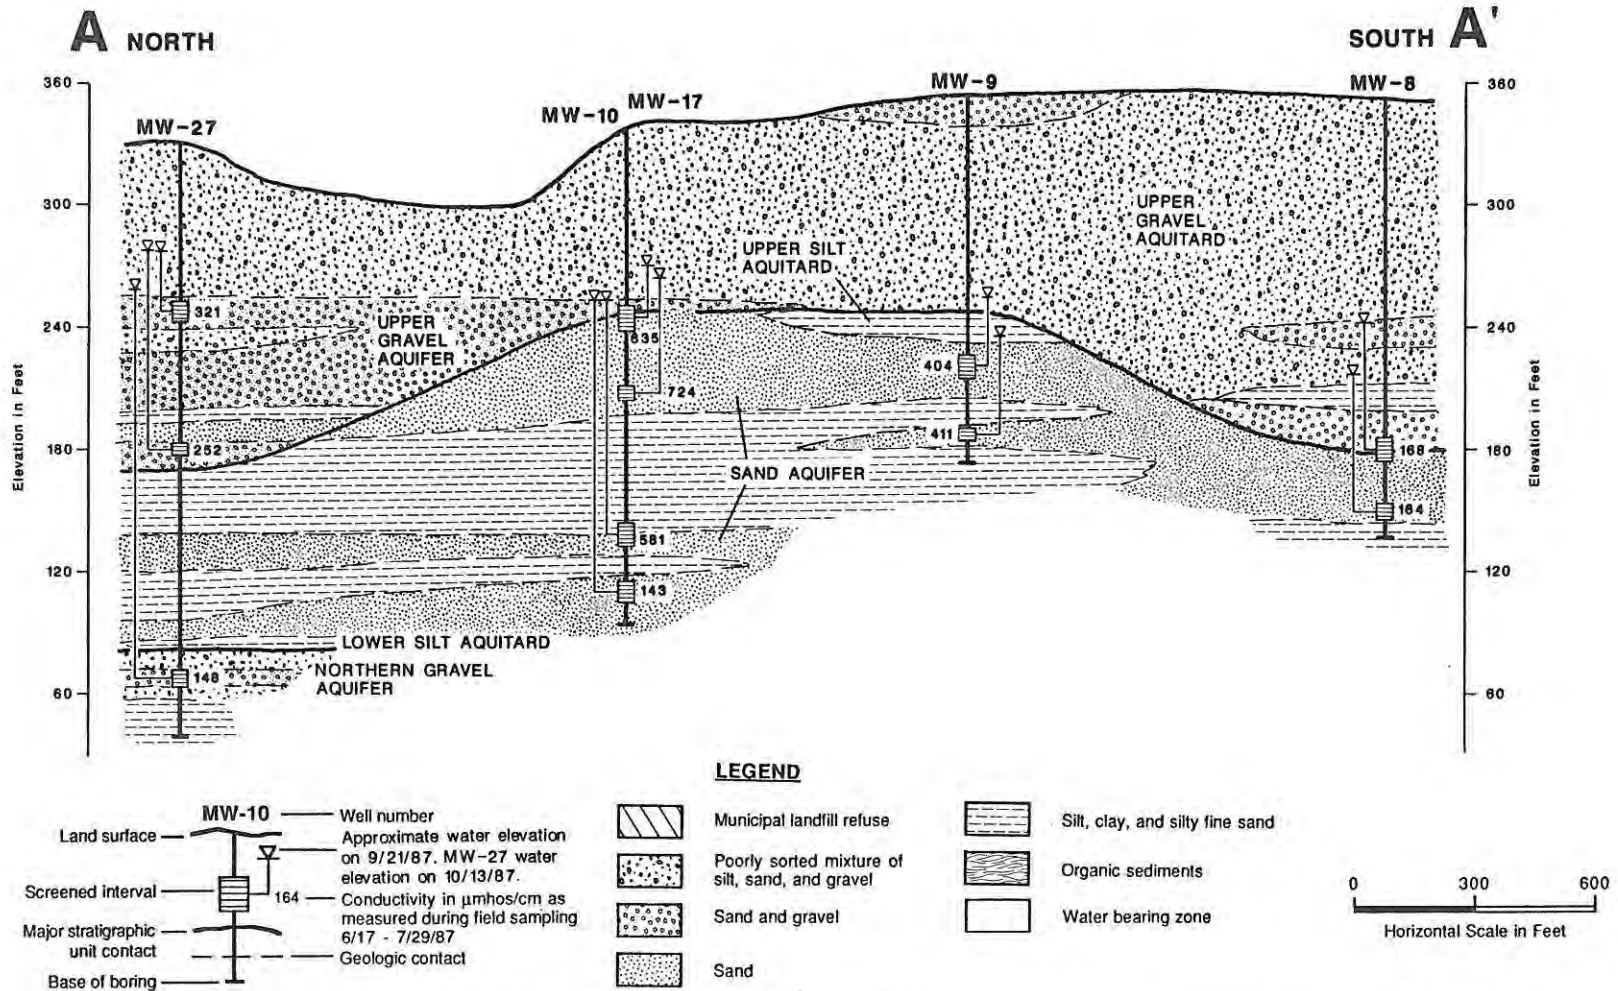 A NORTH
SOUTH A'
360
300
240
180
120
60
Elevation in Feet
MW-27
MW-10
MW-17
MW-9
MW-8
360
300
240
180
120
60
Elevation in Feet
UPPER
GRAVEL
AQUITARD
UPPER SILT
AQUITARD
UPPER
GRAVEL
AQUIFER
SAND AQUIFER
LOWER SILT AQUITARD
NORTHERN GRAVEL
AQUIFER
321
252
148
635
724
581
143
404
411
168
164
LEGEND
MW-10
Well number
Land surface
Approximate water elevation
on 9/21/87. MW-27 water
elevation on 10/13/87.
Screened interval
164
Conductivity in µmhos/cm as
measured during field sampling
6/17 - 7/29/87
Major stratigraphic
unit contact
Geologic contact
Base of boring
Municipal landfill refuse
Poorly sorted mixture of
silt, sand, and gravel
Sand and gravel
Sand
Silt, clay, and silty fine sand
Organic sediments
Water bearing zone
0 300 600
Horizontal Scale in Feet